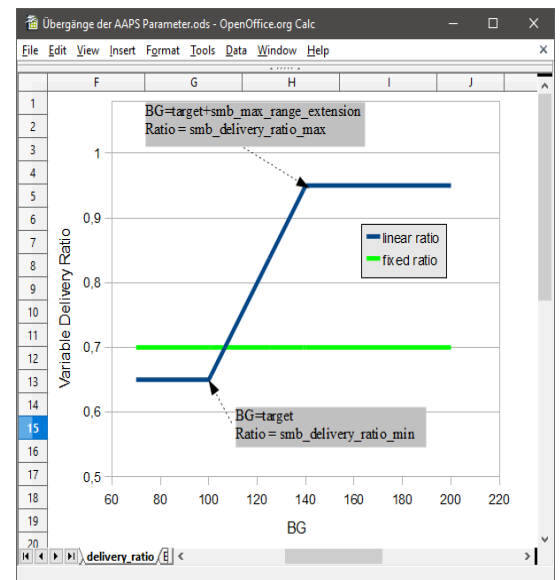 Übergänge der AAPS Parameter.ods - OpenOffice.org Calc
File Edit View Insert Format Tools Data Window Help
F G H I J
1
2
3
4
5
6
7
8
9
10
11
12
13
14
15
16
17
18
19
20
BG=target+smb_max_range_extension
Ratio = smb_delivery_ratio_max
1
0,9
0,8
0,7
0,6
0,5
Variable Delivery Ratio
linear ratio
fixed ratio
BG=target
Ratio = smb_delivery_ratio_min
60 80 100 120 140 160 180 200 220
BG
delivery_ratio